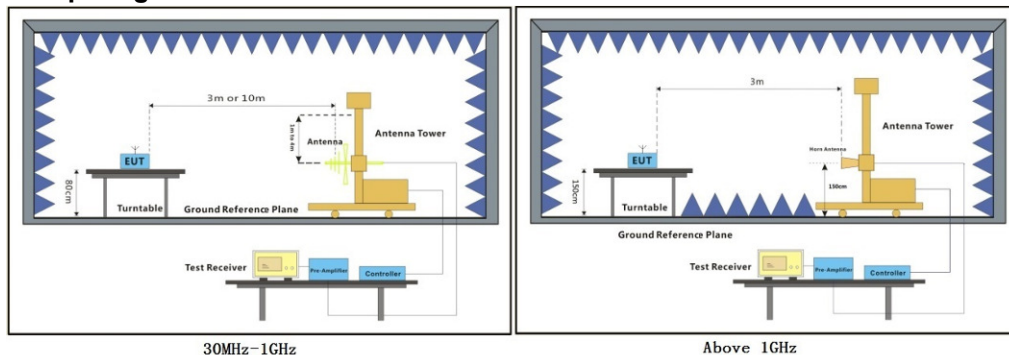 3m or 10m
1m to 4m
Antenna
Antenna Tower
EUT
80cm
Turntable
Ground Reference Plane
Test Receiver
Pre-Amplifier
Controller
30MHz-1GHz
3m
Antenna Tower
Horn Antenna
EUT
150cm
150cm
Turntable
Ground Reference Plane
Test Receiver
Pre-Amplifier
Controller
Above 1GHz